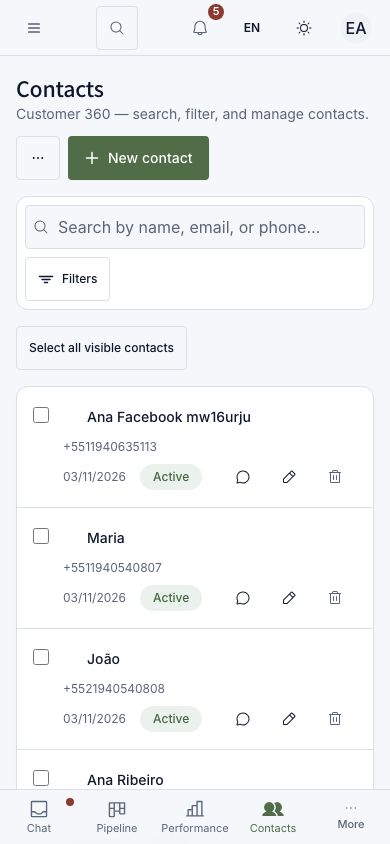 5
EN
EA
Contacts
Customer 360 — search, filter, and manage contacts.
...
+ New contact
Search by name, email, or phone...
Filters
Select all visible contacts
Ana Facebook mw16urju
+5511940635113
03/11/2026 Active
Maria
+5511940540807
03/11/2026 Active
João
+5521940540808
03/11/2026 Active
Ana Ribeiro
Chat Pipeline Performance Contacts More